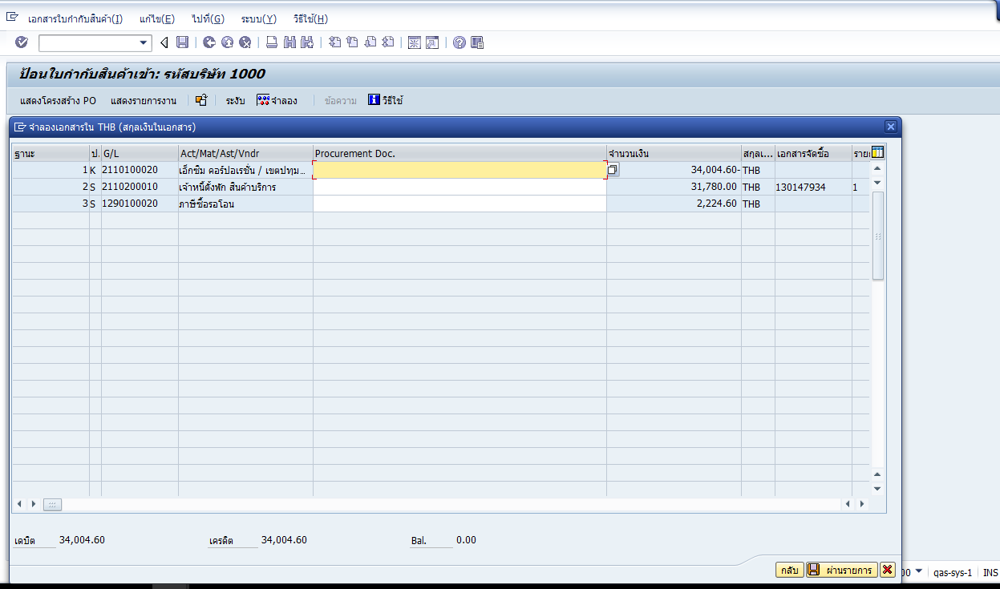 เอกสารใบกำกับสินค้า(I) แก้ไข(E) ไปที่(G) ระบบ(Y) วิธีใช้(H)
ป้อนใบกำกับสินค้าเข้า: รหัสบริษัท 1000
แสดงโครงสร้าง PO แสดงรายการงาน ระงับ จำลอง ข้อความ วิธีใช้
จำลองเอกสารใน THB (สกุลเงินในเอกสาร)
ฐานะ ป. G/L Act/Mat/Ast/Vndr Procurement Doc. จำนวนเงิน สกุลเ... เอกสารจัดซื้อ ราย
1 K 2110100020 เอ็กซิม คอร์ปอเรชั่น / เขตปทุม... 34,004.60- THB
2 S 2110200010 เจ้าหนี้ตั้งพัก สินค้าบริการ 31,780.00 THB 130147934 1
3 S 1290100020 ภาษีซื้อรอโอน 2,224.60 THB
เดบิต 34,004.60 เครดิต 34,004.60 Bal. 0.00
กลับ ผ่านรายการ
00 qas-sys-1 INS